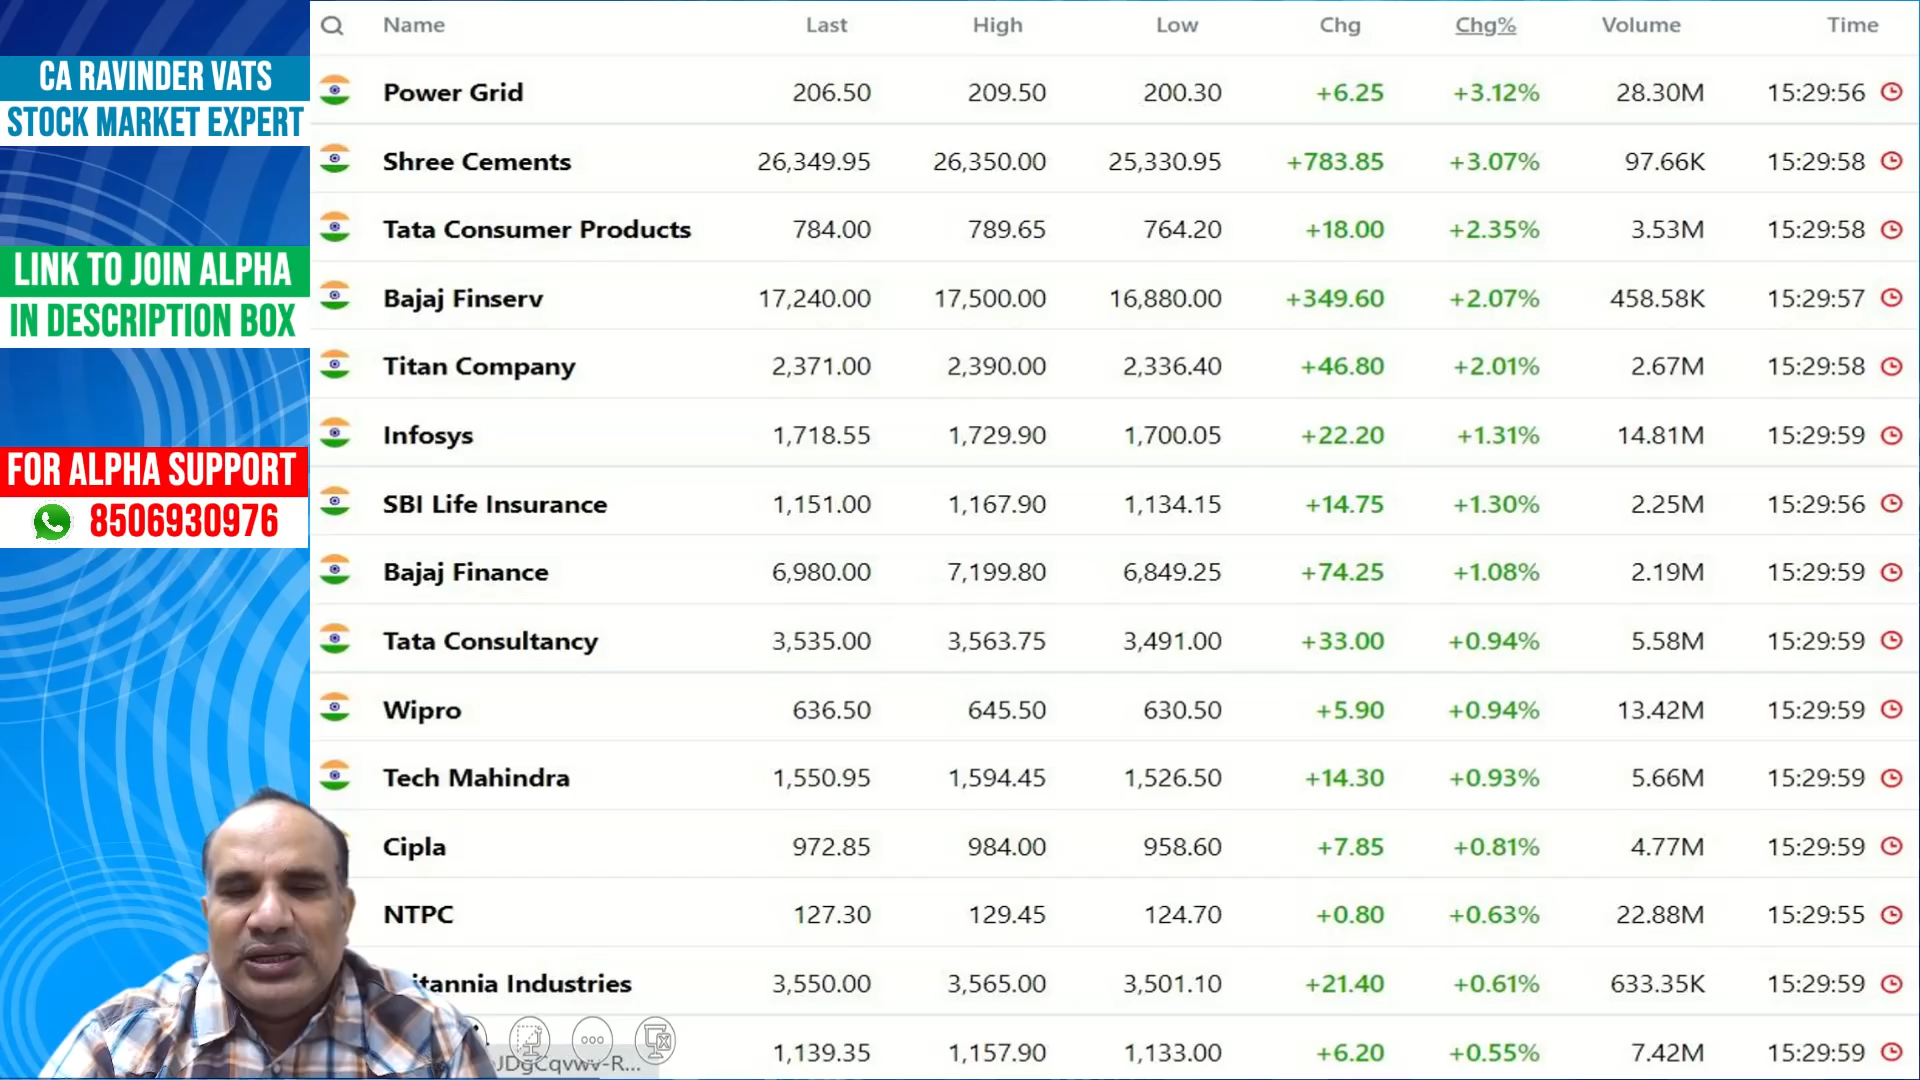 CA RAVINDER VATS
STOCK MARKET EXPERT
LINK TO JOIN ALPHA
IN DESCRIPTION BOX
FOR ALPHA SUPPORT
8506930976
Name Last High Low Chg Chg% Volume Time
Power Grid 206.50 209.50 200.30 +6.25 +3.12% 28.30M 15:29:56
Shree Cements 26,349.95 26,350.00 25,330.95 +783.85 +3.07% 97.66K 15:29:58
Tata Consumer Products 784.00 789.65 764.20 +18.00 +2.35% 3.53M 15:29:58
Bajaj Finserv 17,240.00 17,500.00 16,880.00 +349.60 +2.07% 458.58K 15:29:57
Titan Company 2,371.00 2,390.00 2,336.40 +46.80 +2.01% 2.67M 15:29:58
Infosys 1,718.55 1,729.90 1,700.05 +22.20 +1.31% 14.81M 15:29:59
SBI Life Insurance 1,151.00 1,167.90 1,134.15 +14.75 +1.30% 2.25M 15:29:56
Bajaj Finance 6,980.00 7,199.80 6,849.25 +74.25 +1.08% 2.19M 15:29:59
Tata Consultancy 3,535.00 3,563.75 3,491.00 +33.00 +0.94% 5.58M 15:29:59
Wipro 636.50 645.50 630.50 +5.90 +0.94% 13.42M 15:29:59
Tech Mahindra 1,550.95 1,594.45 1,526.50 +14.30 +0.93% 5.66M 15:29:59
Cipla 972.85 984.00 958.60 +7.85 +0.81% 4.77M 15:29:59
NTPC 127.30 129.45 124.70 +0.80 +0.63% 22.88M 15:29:55
itannia Industries 3,550.00 3,565.00 3,501.10 +21.40 +0.61% 633.35K 15:29:59
1,139.35 1,157.90 1,133.00 +6.20 +0.55% 7.42M 15:29:59